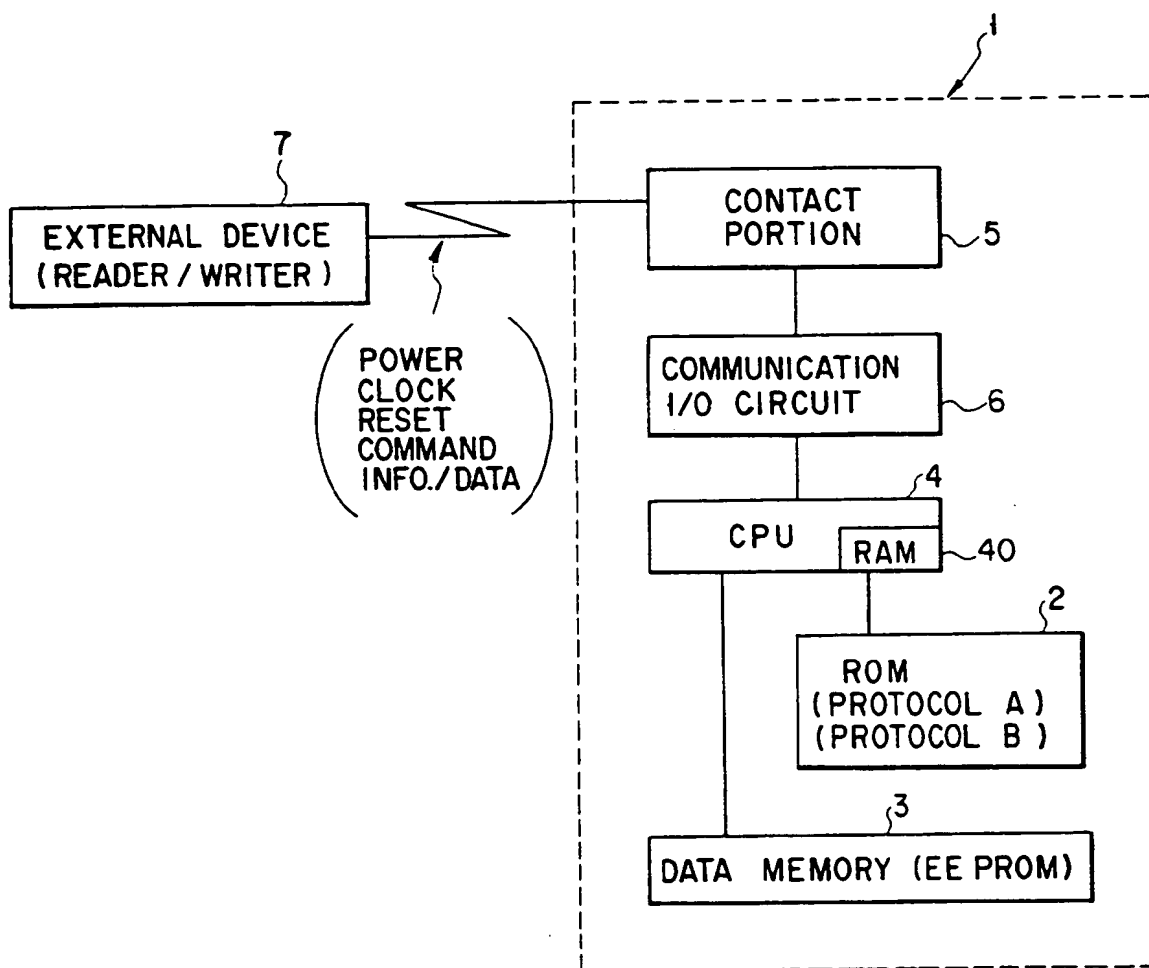 1
7
EXTERNAL DEVICE
(READER/WRITER)
POWER
CLOCK
RESET
COMMAND
INFO./DATA
CONTACT
PORTION
5
COMMUNICATION
I/O CIRCUIT
6
4
CPU
RAM
40
2
ROM
(PROTOCOL A)
(PROTOCOL B)
3
DATA MEMORY (EE PROM)